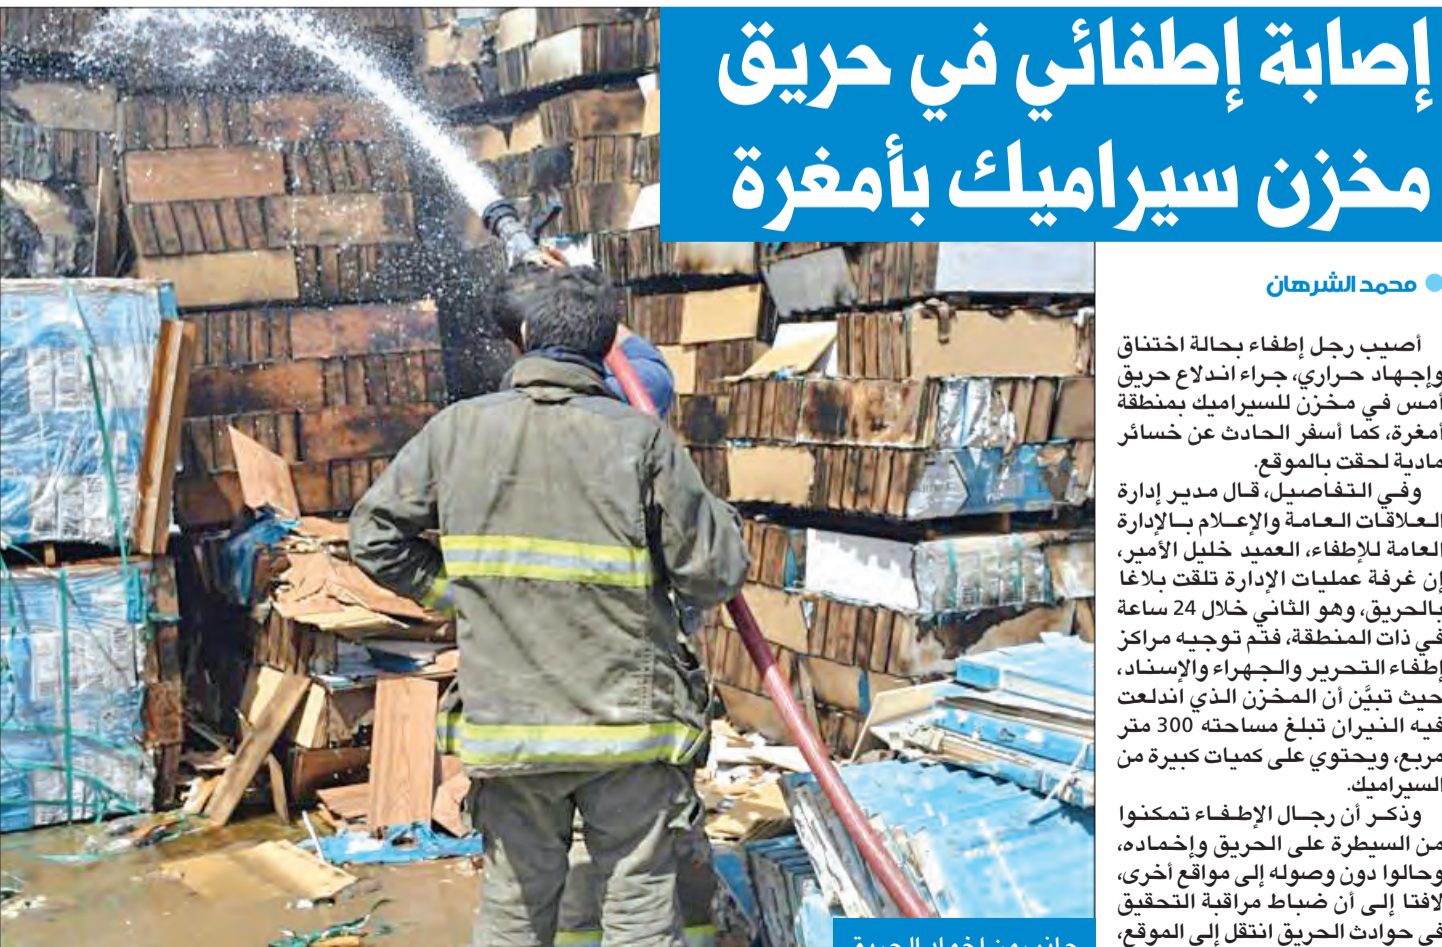 إصابة إطفائي في حريق
مخزن سيراميك بأمغرة
محمد الشرهان
أصيب رجل إطفاء بحالة اختناق
وإجهاد حراري، جراء اندلاع حريق
أمس في مخزن للسيراميك بمنطقة
أمغرة، كما أسفر الحادث عن خسائر
مادية لحقت بالموقع.
وفي التفاصيل، قال مدير إدارة
العلاقات العامة والإعلام بالإدارة
العامة للإطفاء، العميد خليل الأمير،
إن غرفة عمليات الإدارة تلقت بلاغا
بالحريق، وهو الثاني خلال 24 ساعة
في ذات المنطقة، فتم توجيه مراكز
إطفاء التحرير والجهراء والإسناد،
حيث تبيَّن أن المخزن الذي اندلعت
فيه النيران تبلغ مساحته 300 متر
مربع، ويحتوي على كميات كبيرة من
السيراميك.
وذكر أن رجال الإطفاء تمكنوا
من السيطرة على الحريق وإخماده،
وحالوا دون وصوله إلى مواقع أخرى،
لافتا إلى أن ضباط مراقبة التحقيق
في حوادث الحريق انتقل إلى الموقع،
جانب من إخماد الحريق